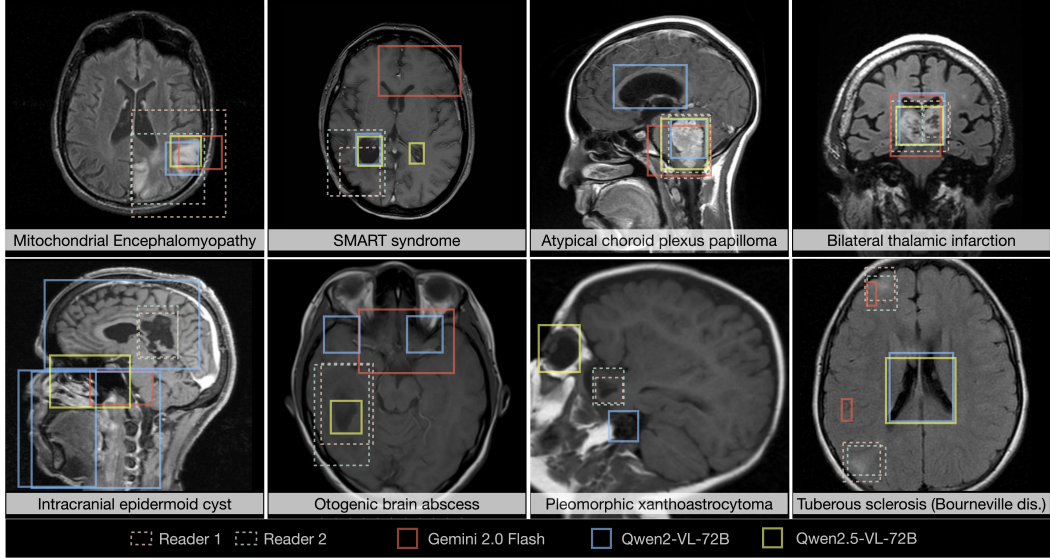 Mitochondrial Encephalomyopathy
SMART syndrome
Atypical choroid plexus papilloma
Bilateral thalamic infarction
Intracranial epidermoid cyst
Otogenic brain abscess
Pleomorphic xanthoastrocytoma
Tuberous sclerosis (Bourneville dis.)
Reader 1 Reader 2 Gemini 2.0 Flash Qwen2-VL-72B Qwen2.5-VL-72B